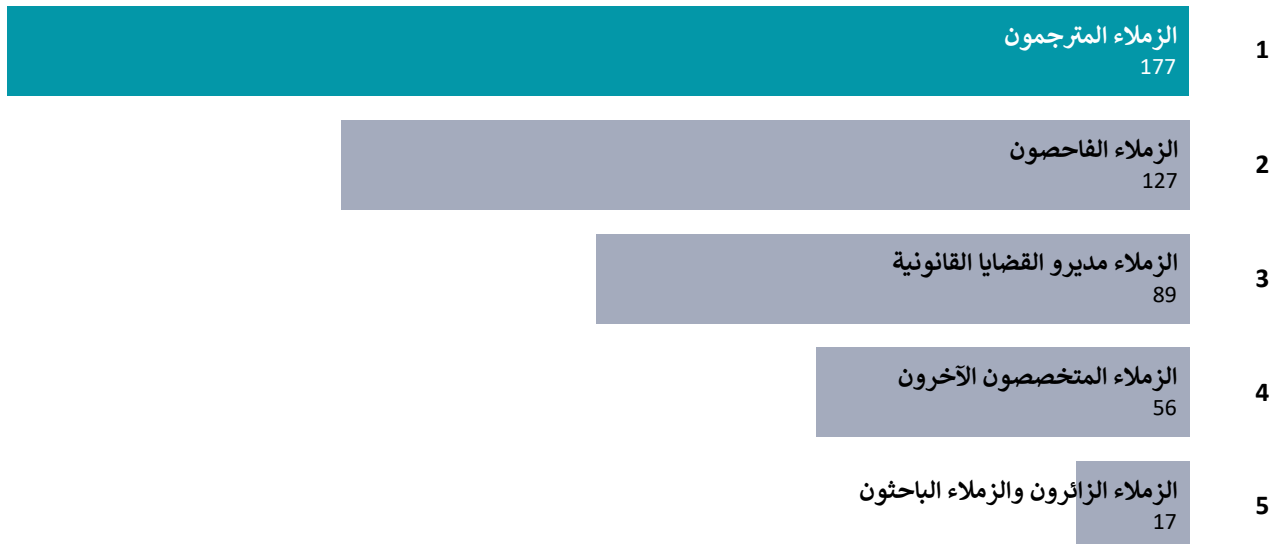 1
الزملاء المترجمون
177
2
الزملاء الفاحصون
127
3
الزملاء مديرو القضايا القانونية
89
4
الزملاء المتخصصون الآخرون
56
5
الزملاء الزائرون والزملاء الباحثون
17